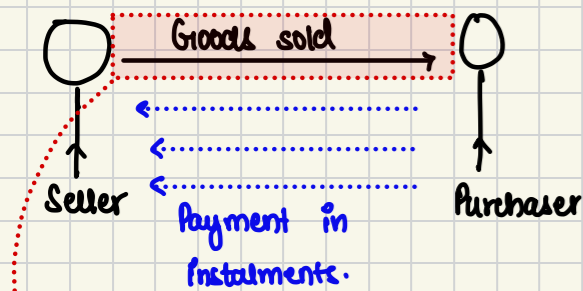 Goods sold
Seller
Purchaser
Payment in
Instalments.